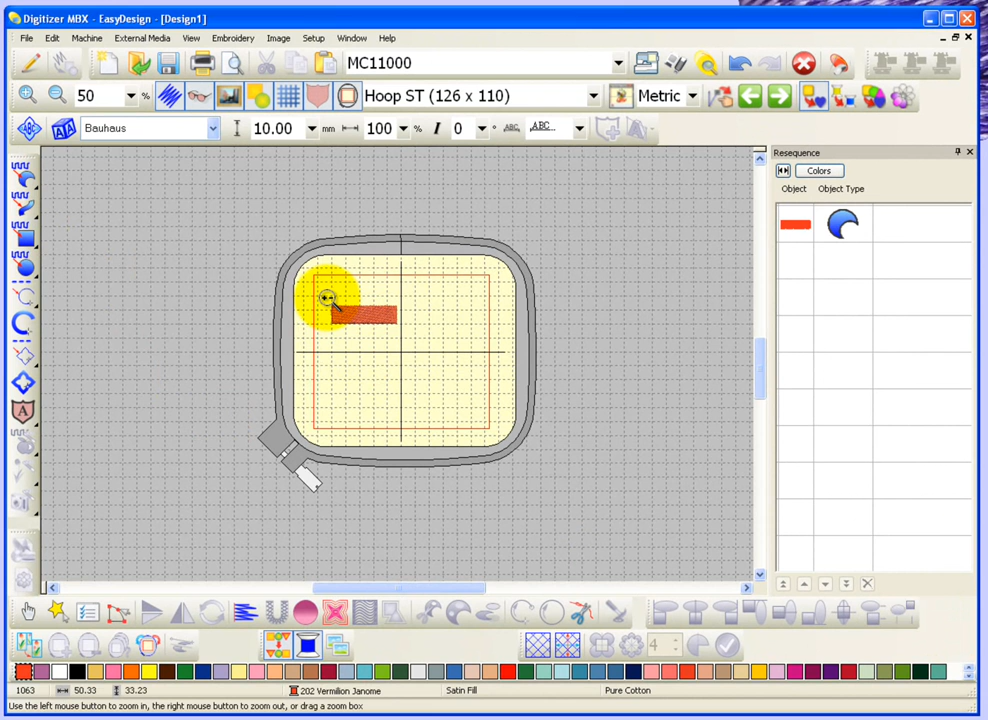 Digitizer MBX - EasyDesign - [Design1]
File Edit Machine External Media View Embroidery Image Setup Window Help
MC11000
50 % Hoop ST (126 x 110) Metric
Bauhaus 10.00 mm 100 % 0 ° ABC ABC...
Resequence
Colors
Object Object Type
A
4
1063 50.33 33.23 202 Vermilion Janome Satin Fill Pure Cotton
Use the left mouse button to zoom in, the right mouse button to zoom out, or drag a zoom box